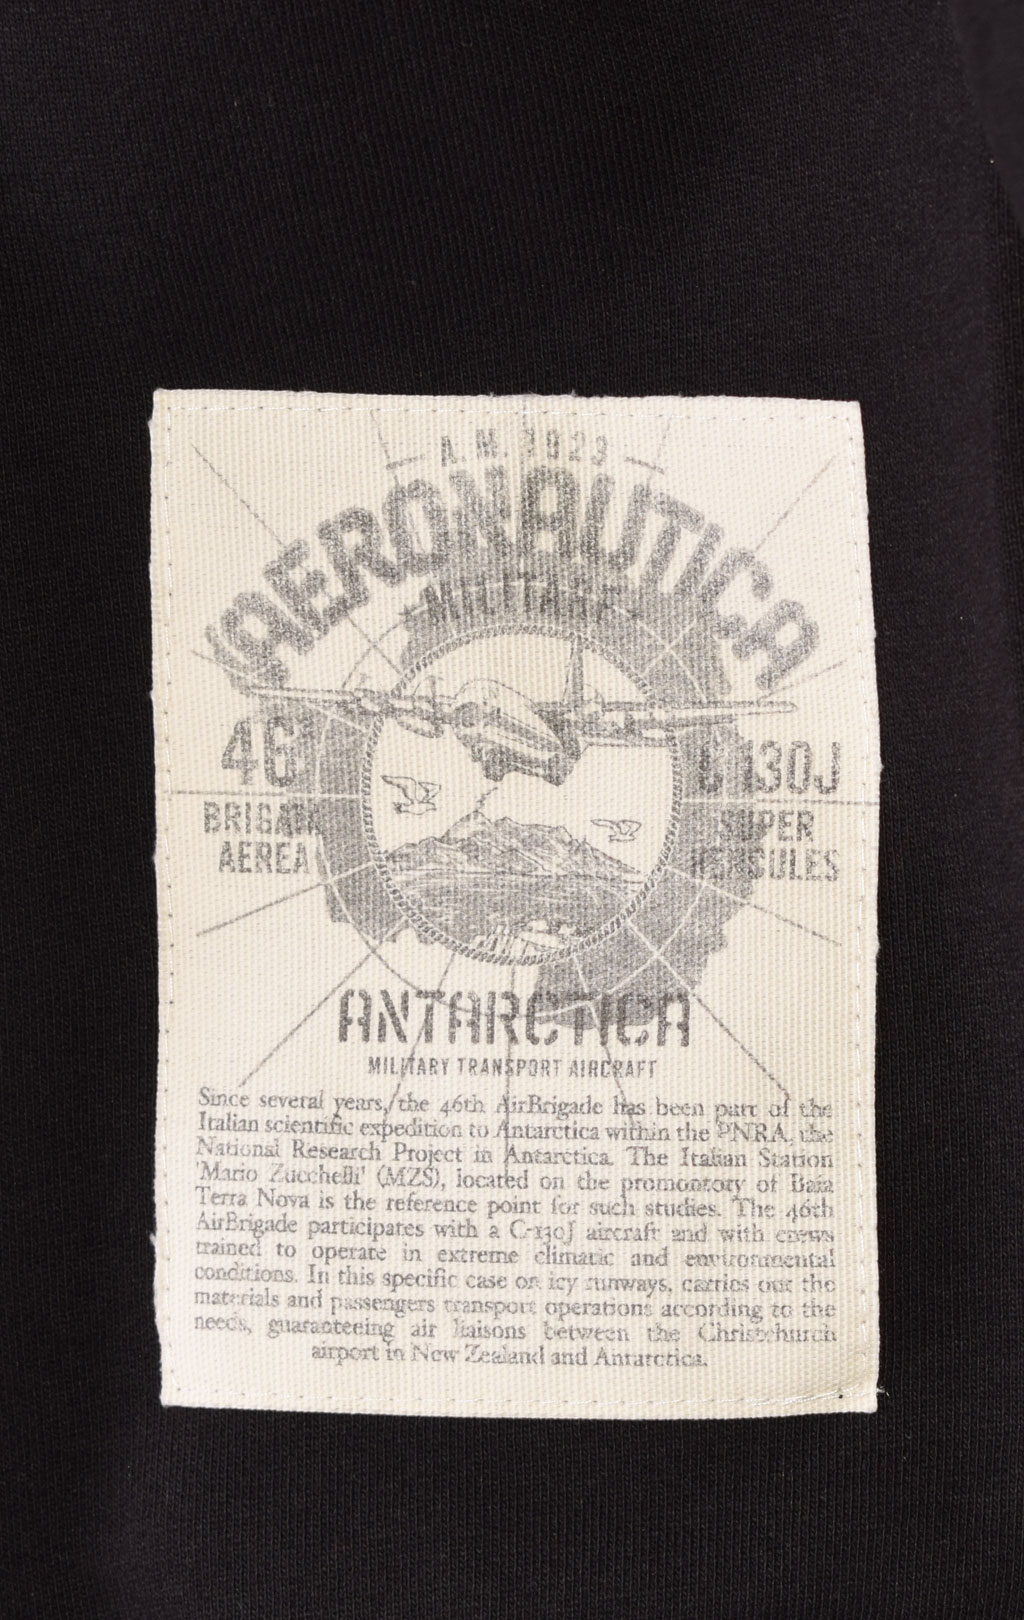 A.M. 1923
AERONAUTICA
MILITARE
46ª
BRIGATA
AEREA
C-130J
SUPER
HERCULES
ANTARCTICA
MILITARY TRANSPORT AIRCRAFT
Since several years, the 46th AirBrigade has been part of the
Italian scientific expedition to Antarctica within the PNRA, the
National Research Project in Antarctica. The Italian Station
'Mario Zucchelli' (MZS), located on the promontory of Baia
Terra Nova is the reference point for such studies. The 46th
AirBrigade participates with a C-130J aircraft and with crews
trained to operate in extreme climatic and environmental
conditions. In this specific case on icy runways, carries out the
materials and passengers transport operations according to the
needs, guaranteeing air liaisons between the Christchurch
airport in New Zealand and Antarctica.